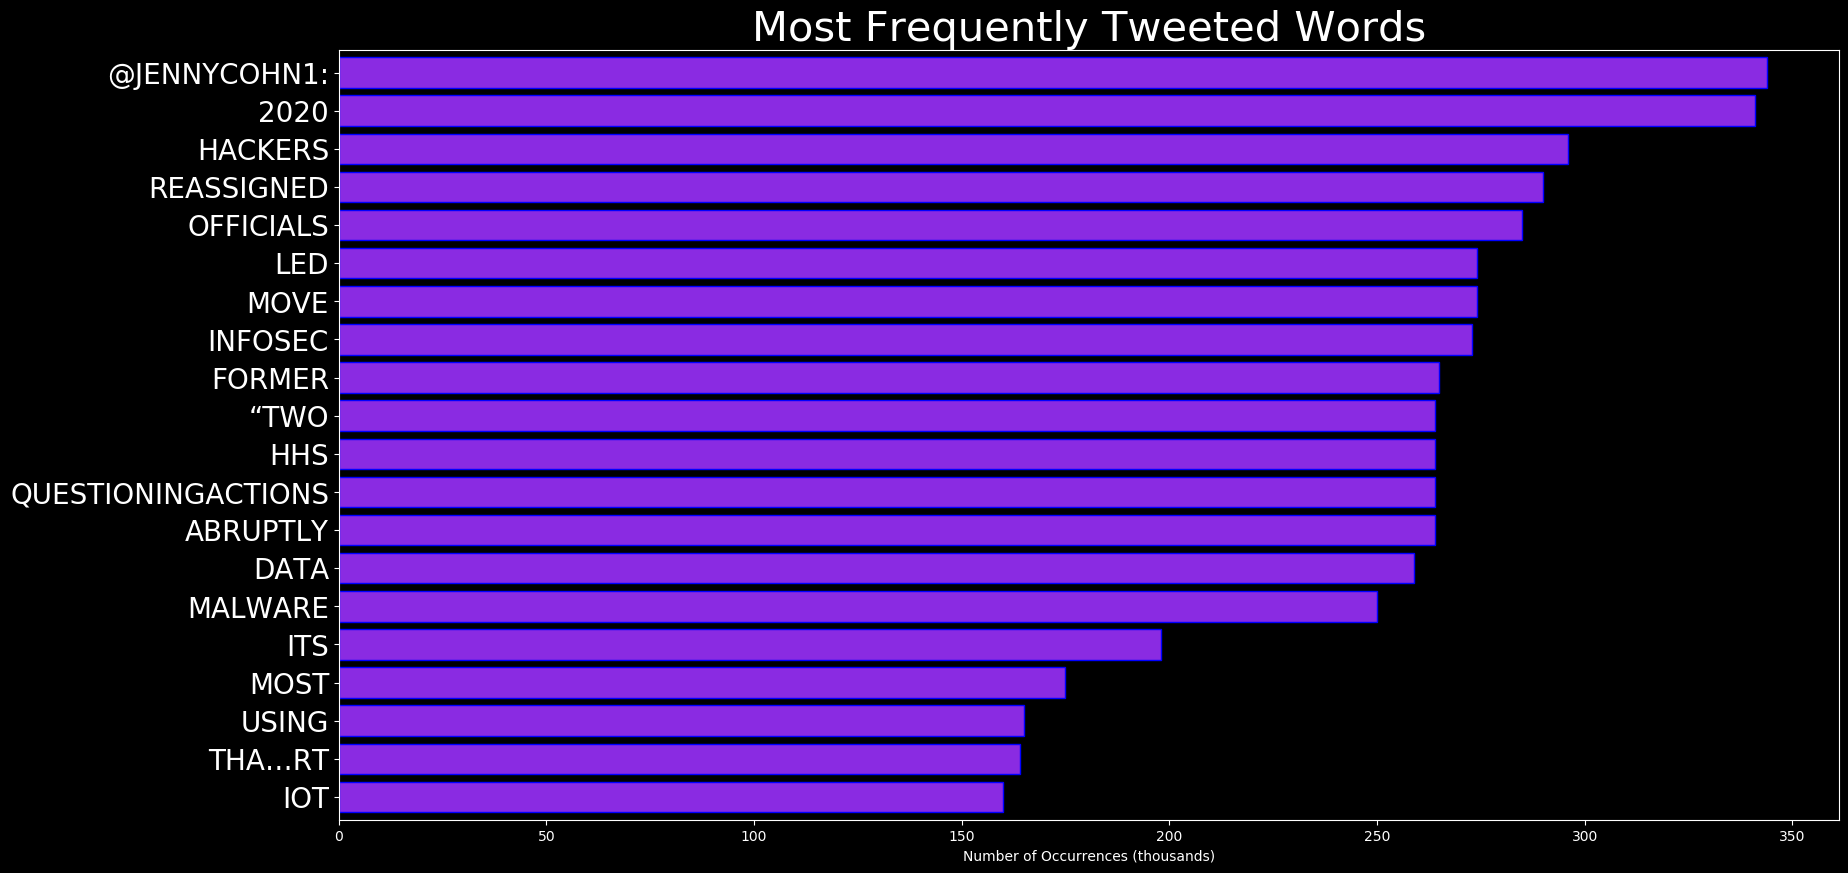 Most Frequently Tweeted Words
@JENNYCOHN1:
2020
HACKERS
REASSIGNED
OFFICIALS
LED
MOVE
INFOSEC
FORMER
“TWO
HHS
QUESTIONINGACTIONS
ABRUPTLY
DATA
MALWARE
ITS
MOST
USING
THA…RT
IOT
0 50 100 150 200 250 300 350
Number of Occurrences (thousands)